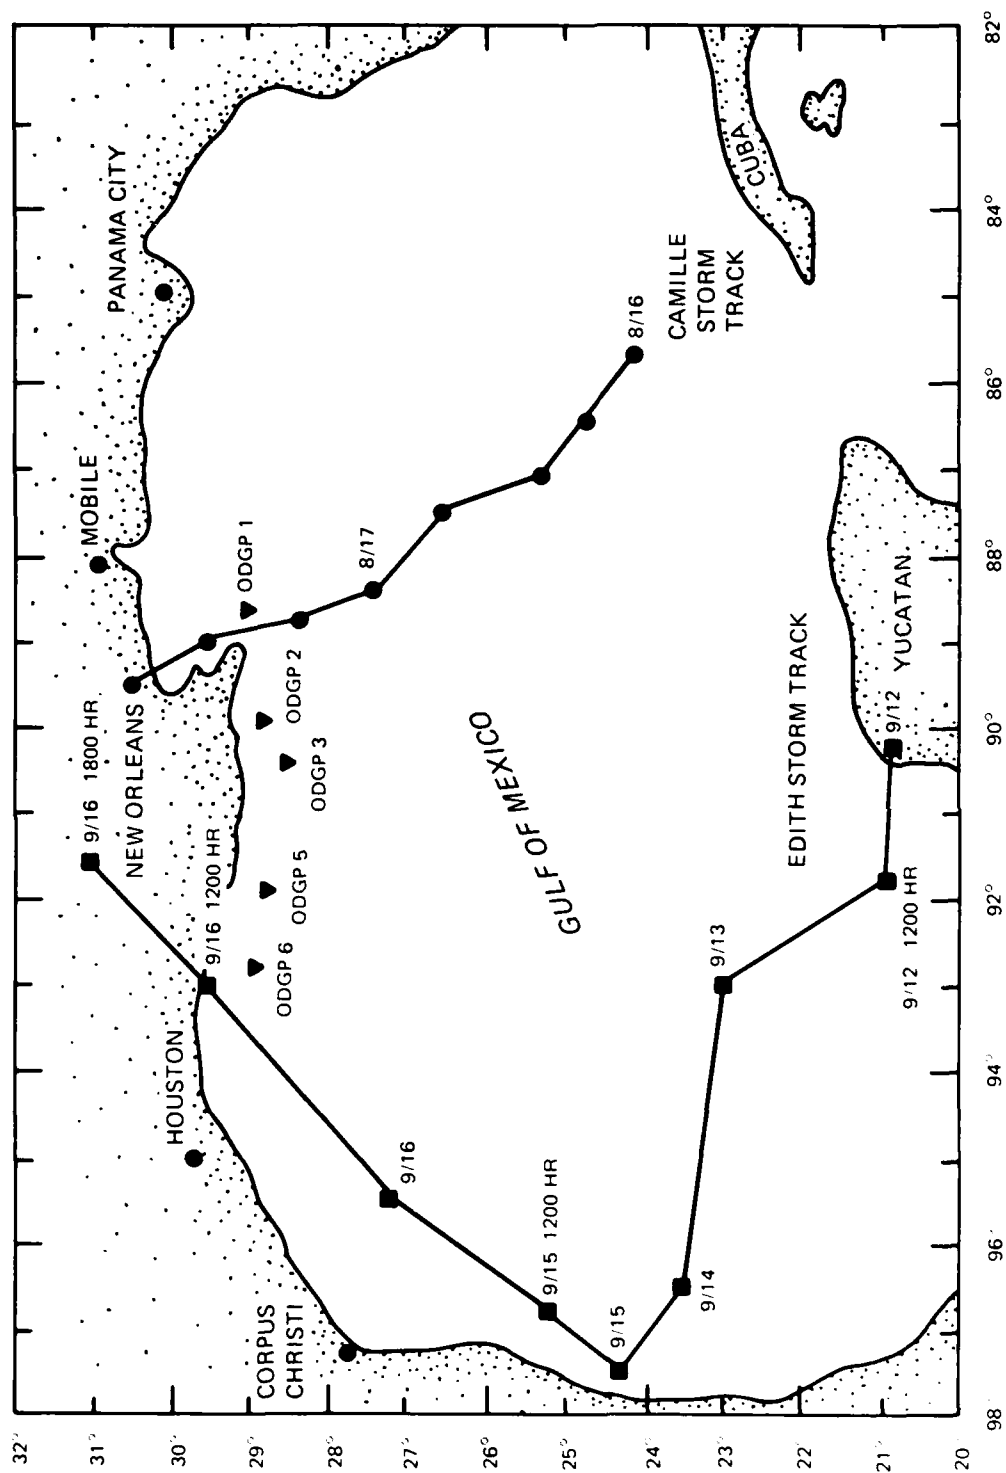 32°
31°
30°
29°
28°
27°
26°
25°
24°
23°
22°
21°
20
98°
96°
94°
92°
90°
88°
86°
84°
82°
9/16 1800 HR
NEW ORLEANS
MOBILE
PANAMA CITY
HOUSTON
9/16 1200 HR
CORPUS
CHRISTI
ODGP 6
ODGP 5
ODGP 3
ODGP 2
ODGP 1
8/17
8/16
CAMILLE
STORM
TRACK
GULF OF MEXICO
CUBA
9/16
9/15 1200 HR
9/15
9/14
9/13
EDITH STORM TRACK
9/12 1200 HR
9/12
YUCATAN